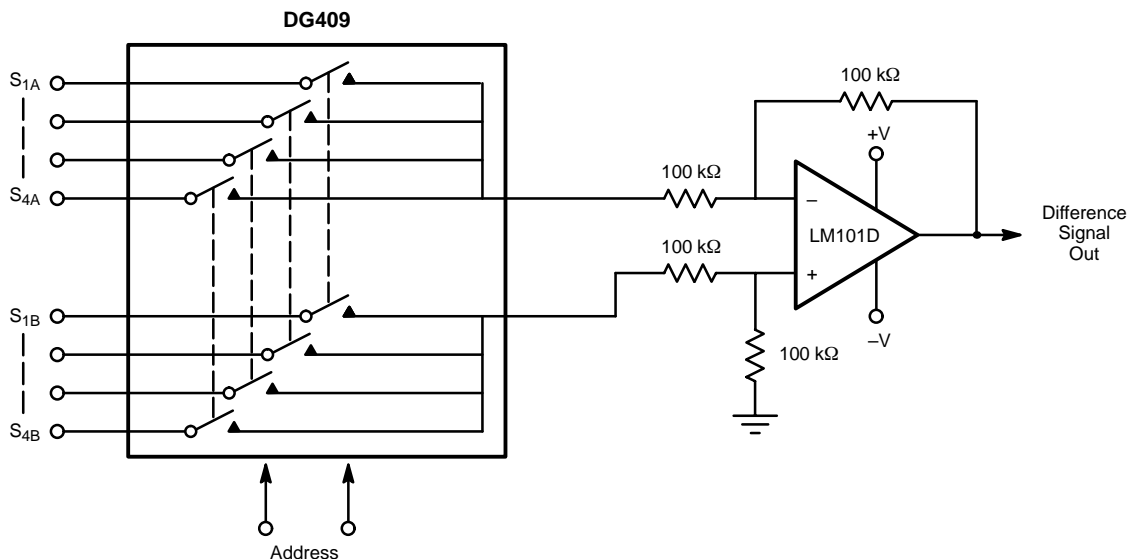 DG409
S1A
S4A
S1B
S4B
Address
100 kΩ
100 kΩ
100 kΩ
100 kΩ
+V
–
LM101D
+
–V
Difference
Signal
Out